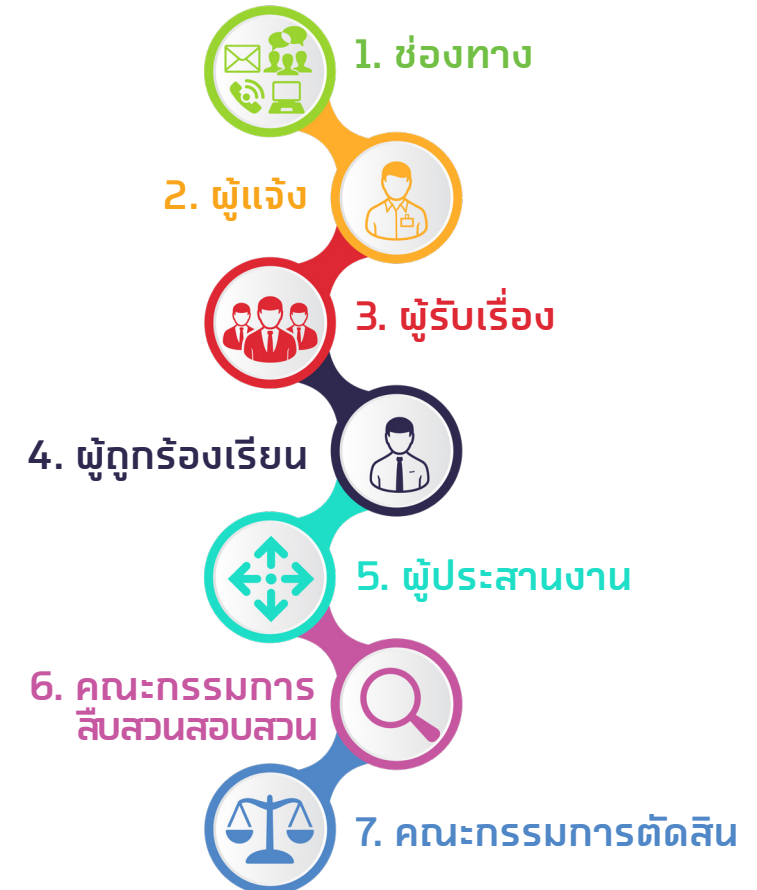 1. ช่องทาง
2. ผู้แจ้ง
3. ผู้รับเรื่อง
4. ผู้ถูกร้องเรียน
5. ผู้ประสานงาน
6. คณะกรรมการ
สืบสวนสอบสวน
7. คณะกรรมการตัดสิน